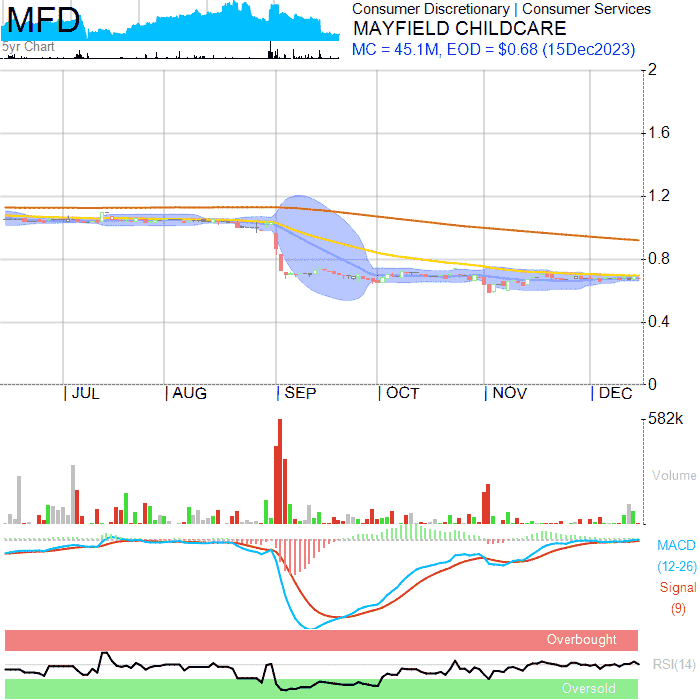 MFD
5yr Chart
Consumer Discretionary | Consumer Services
MAYFIELD CHILDCARE
MC = 45.1M, EOD = $0.68 (15Dec2023)
2
1.6
1.2
0.8
0.4
0
| JUL | AUG | SEP | OCT | NOV | DEC
582k
Volume
MACD
(12-26)
Signal
(9)
Overbought
RSI(14)
Oversold